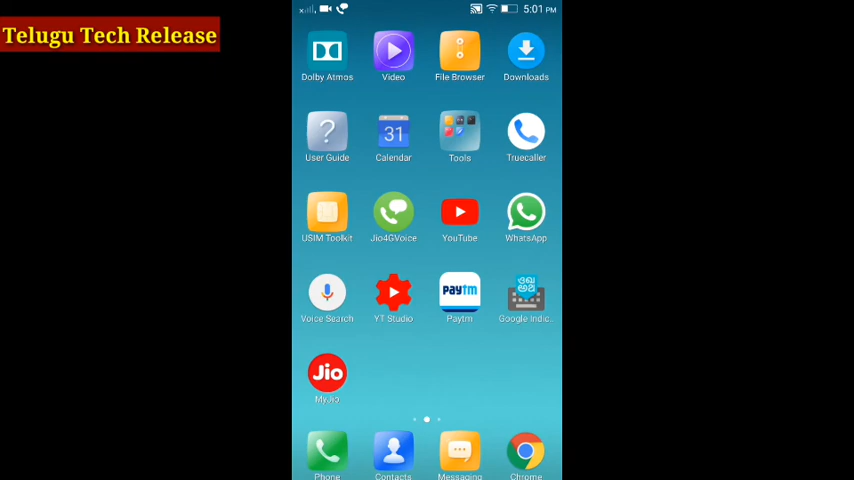 Telugu Tech Release
5:01 PM
Dolby Atmos
Video
File Browser
Downloads
User Guide
31
Calendar
Tools
Truecaller
USIM Toolkit
Jio4GVoice
YouTube
WhatsApp
Voice Search
YT Studio
Paytm
Paytm
Google Indic..
Jio
MyJio
Phone
Contacts
Messaging
Chrome